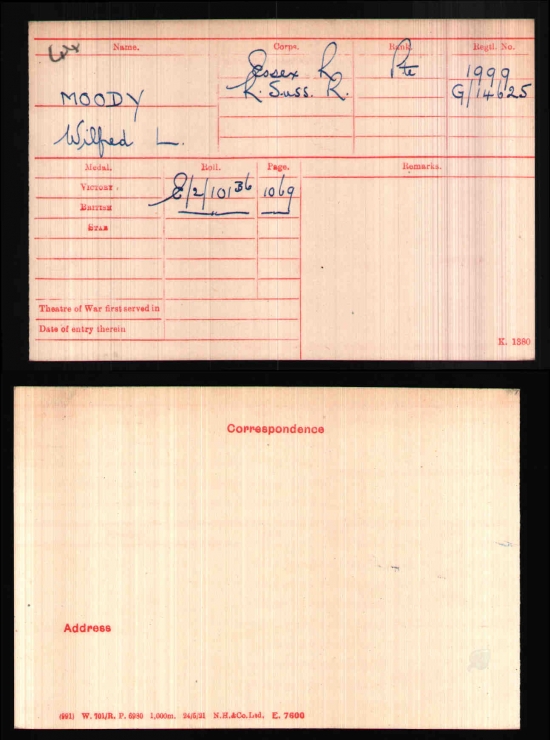 Name. Corps. Rank. Regtl. No.
Essex R Pte 1999
MOODY R. Suss. R. G/14625
Wilfred L.
Medal. Roll. Page. Remarks.
VICTORY E/2/101B6 1069
BRITISH
STAR
Theatre of War first served in
Date of entry therein
K. 1380
Correspondence
Address
(991) W. 701/R, P. 6980 1,000m. 24/5/21 N.H.&Co.Ltd, E. 7600